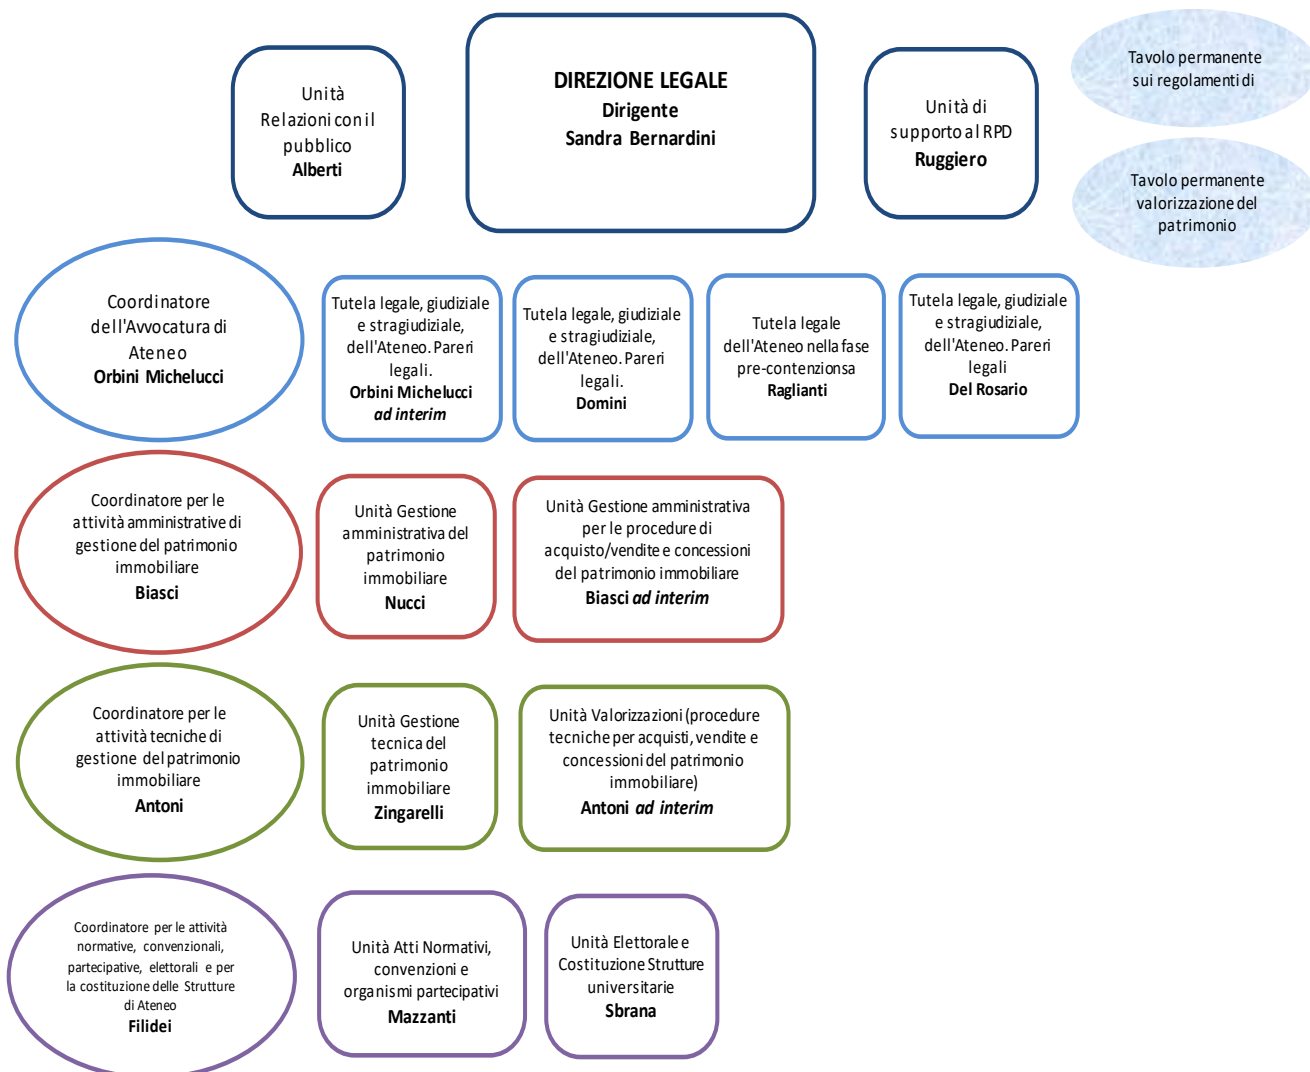 Unità
Relazioni con il
pubblico
Alberti
DIREZIONE LEGALE
Dirigente
Sandra Bernardini
Unità di
supporto al RPD
Ruggiero
Tavolo permanente
sui regolamenti di
Tavolo permanente
valorizzazione del
patrimonio
Coordinatore
dell'Avvocatura di
Ateneo
Orbini Michelucci
Tutela legale, giudiziale
e stragiudiziale,
dell'Ateneo. Pareri
legali.
Orbini Michelucci
ad interim
Tutela legale, giudiziale
e stragiudiziale,
dell'Ateneo. Pareri
legali.
Domini
Tutela legale
dell'Ateneo nella fase
pre-contenzionsa
Raglianti
Tutela legale, giudiziale
e stragiudiziale,
dell'Ateneo. Pareri
legali
Del Rosario
Coordinatore per le
attività amministrative di
gestione del patrimonio
immobiliare
Biasci
Unità Gestione
amministrativa del
patrimonio
immobiliare
Nucci
Unità Gestione amministrativa
per le procedure di
acquisto/vendite e concessioni
del patrimonio immobiliare
Biasci ad interim
Coordinatore per le
attività tecniche di
gestione del patrimonio
immobiliare
Antoni
Unità Gestione
tecnica del
patrimonio
immobiliare
Zingarelli
Unità Valorizzazioni (procedure
tecniche per acquisti, vendite e
concessioni del patrimonio
immobiliare)
Antoni ad interim
Coordinatore per le attività
normative, convenzionali,
partecipative, elettorali e per
la costituzione delle Strutture
di Ateneo
Filidei
Unità Atti Normativi,
convenzioni e
organismi partecipativi
Mazzanti
Unità Elettorale e
Costituzione Strutture
universitarie
Sbrana